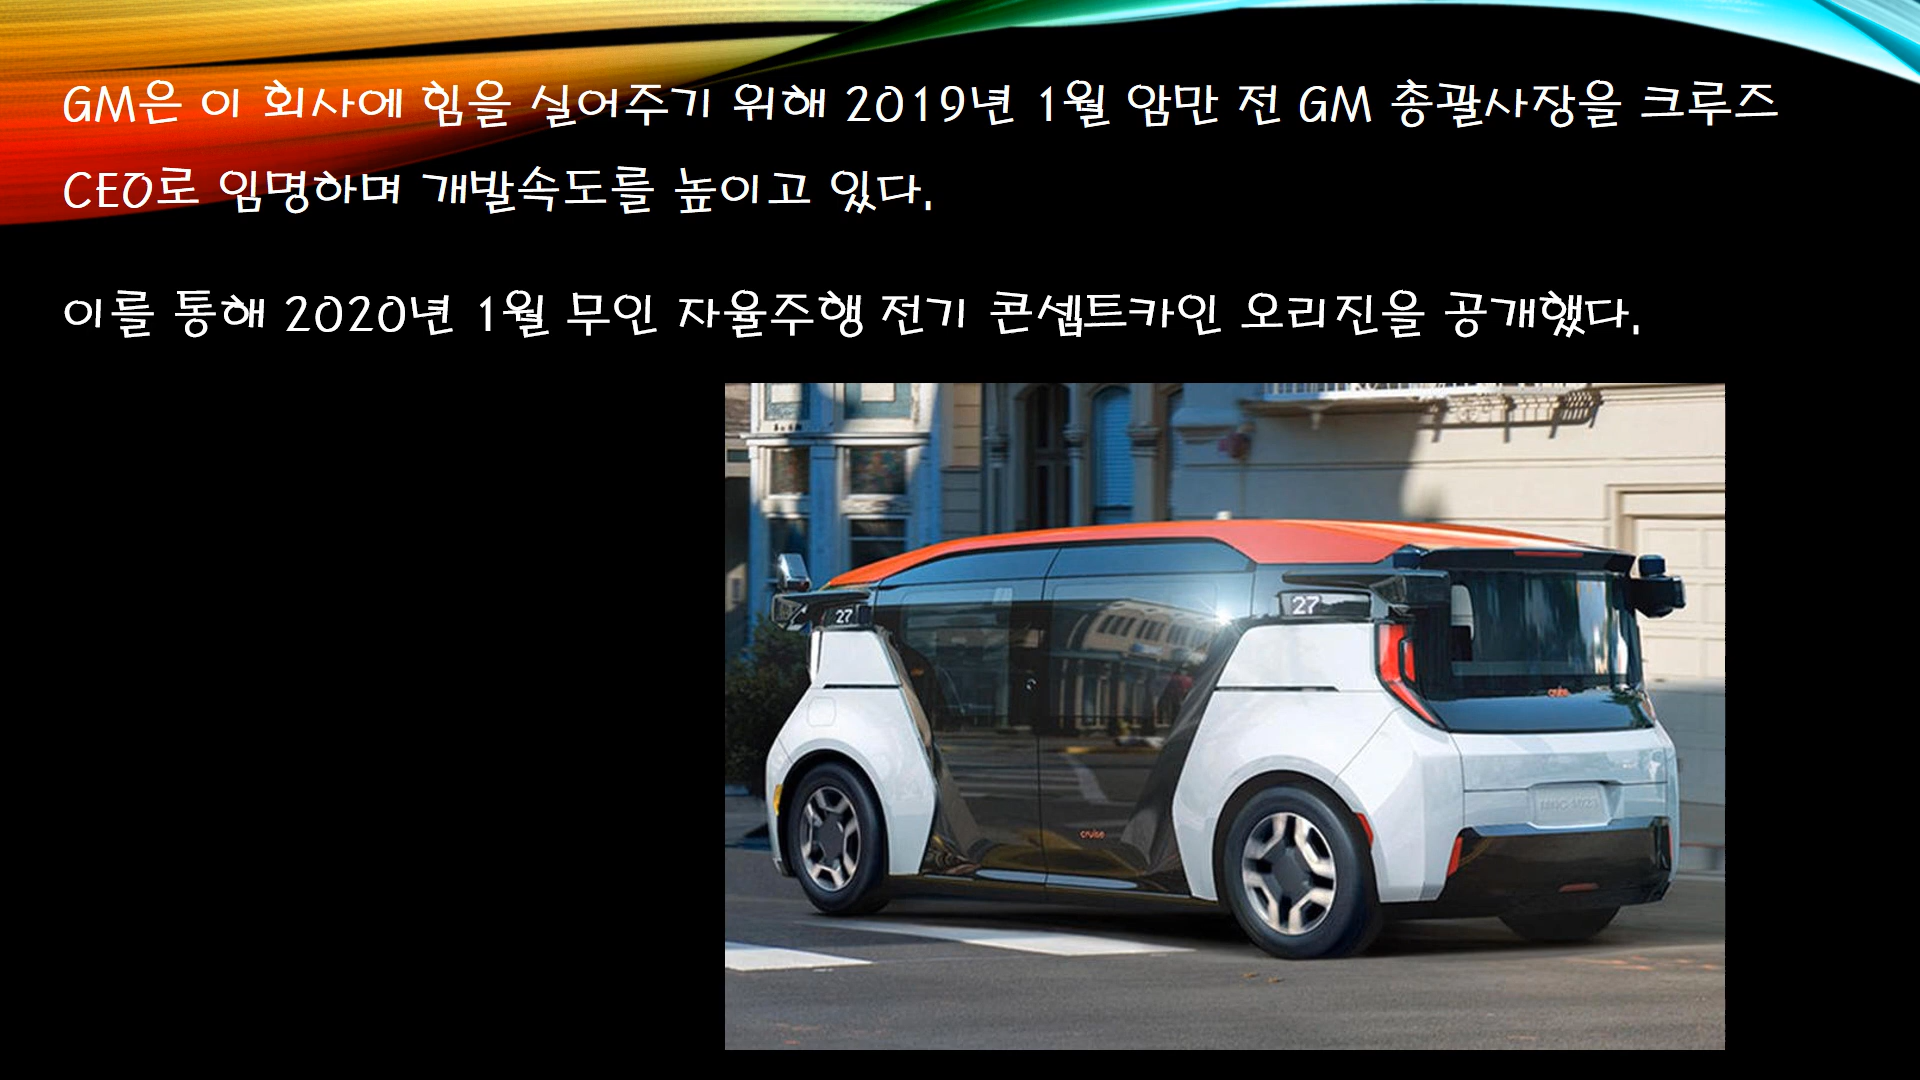 GM은 이 회사에 힘을 실어주기 위해 2019년 1월 암만 전 GM 총괄사장을 크루즈
CEO로 임명하며 개발속도를 높이고 있다.
이를 통해 2020년 1월 무인 자율주행 전기 콘셉트카인 오리진을 공개했다.
27
27
cruise
cruise